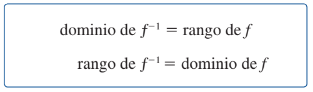 dominio de f⁻¹ = rango de f
rango de f⁻¹ = dominio de f